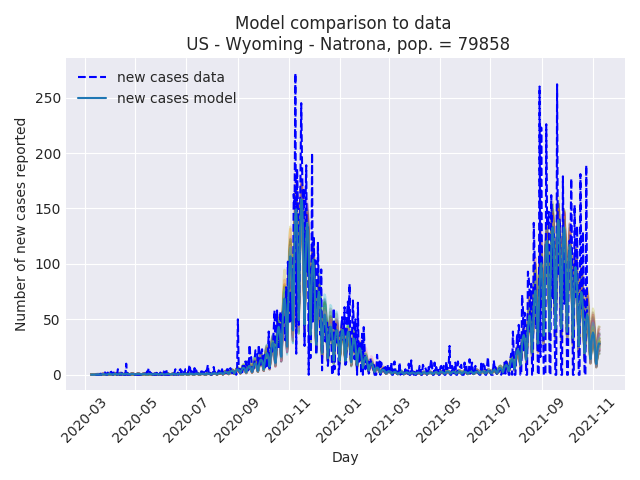 Model comparison to data
US - Wyoming - Natrona, pop. = 79858
new cases data
new cases model
Number of new cases reported
250
200
150
100
50
0
2020-03
2020-05
2020-07
2020-09
2020-11
2021-01
2021-03
2021-05
2021-07
2021-09
2021-11
Day